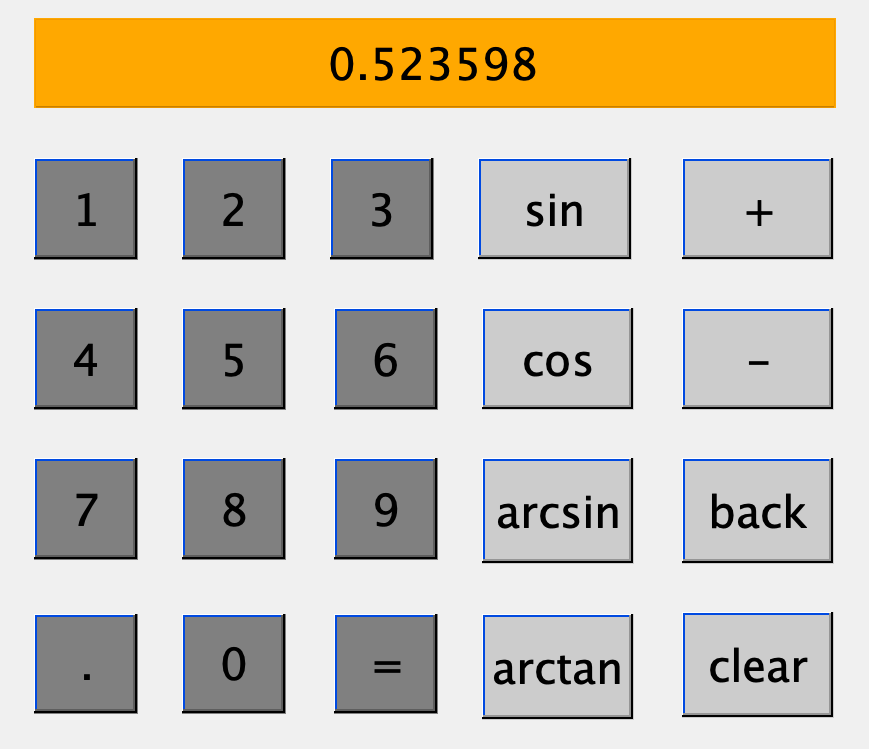 0.523598
1 2 3 sin +
4 5 6 cos -
7 8 9 arcsin back
. 0 = arctan clear